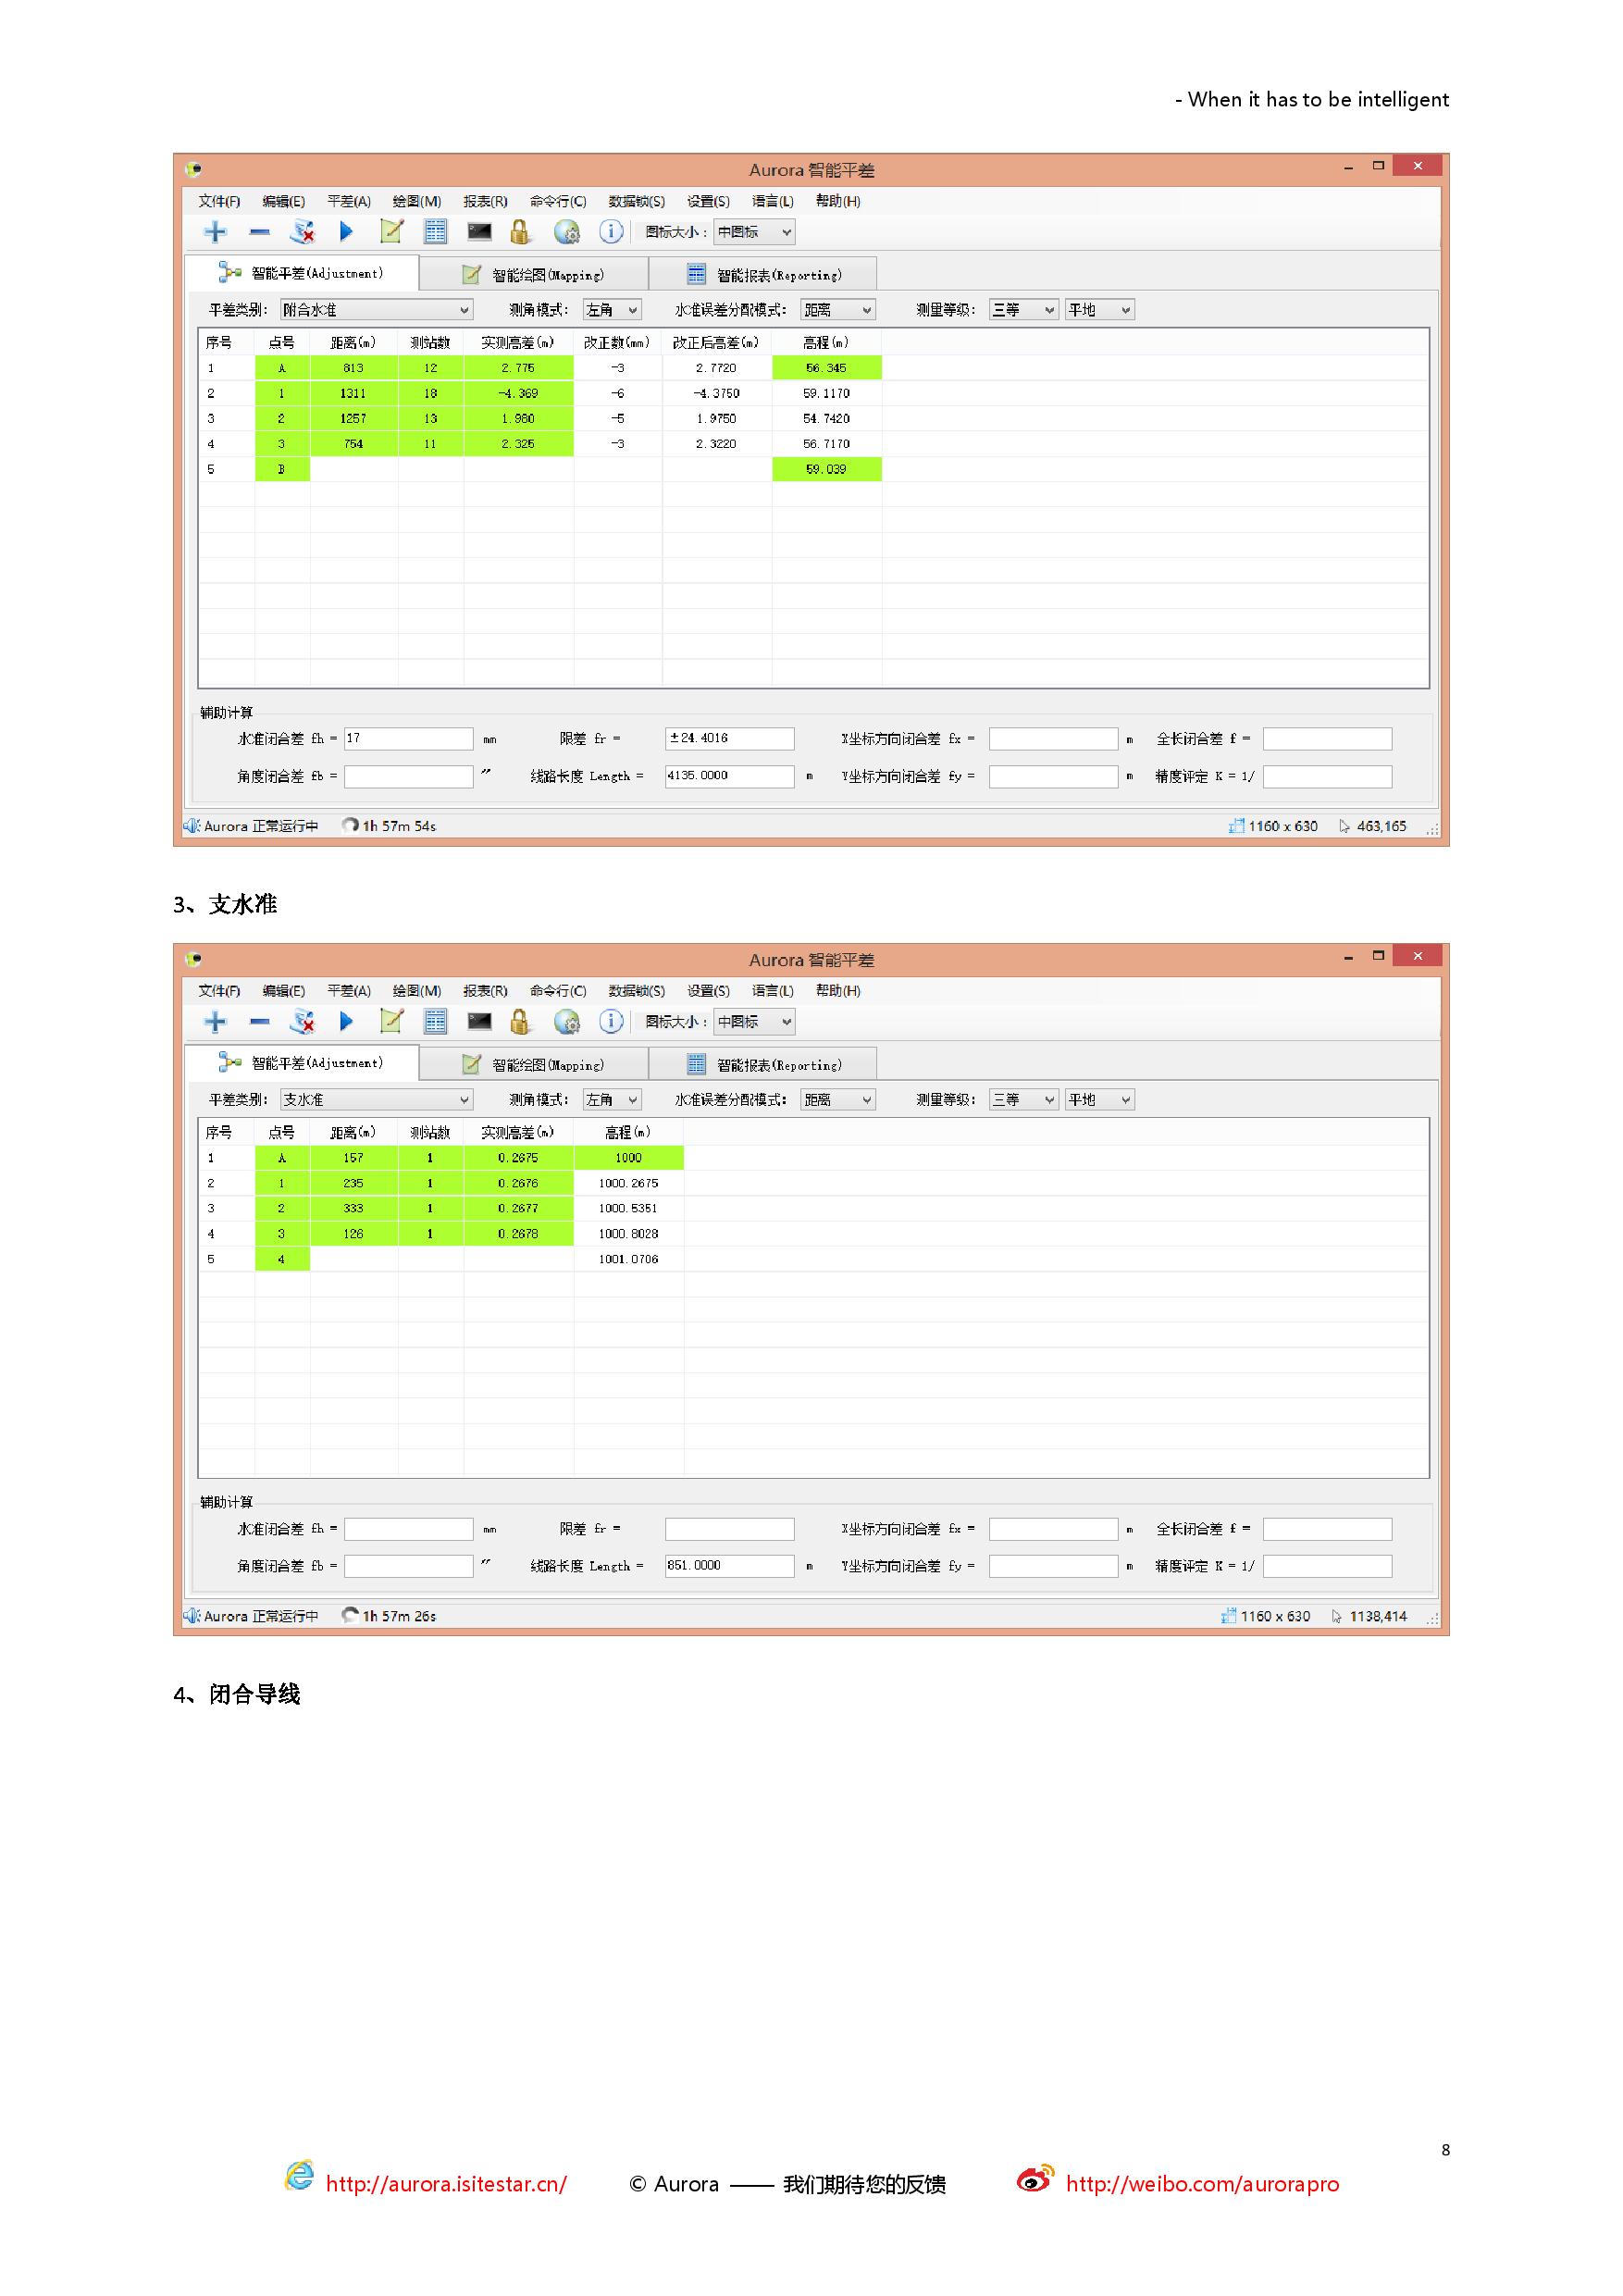 - When it has to be intelligent
Aurora 智能平差
文件(F) 编辑(E) 平差(A) 绘图(M) 报表(R) 命令行(C) 数据锁(S) 设置(S) 语言(L) 帮助(H)
图标大小： 中图标
智能平差(Adjustment) 智能绘图(Mapping) 智能报表(Reporting)
平差类别： 附合水准 测角模式： 左角 水准误差分配模式： 距离 测量等级： 三等 平地
序号 点号 距离(m) 测站数 实测高差(m) 改正数(mm) 改正后高差(m) 高程(m)
1 A 813 12 2.775 -3 2.7720 56.345
2 1 1311 18 -4.369 -6 -4.3750 59.1170
3 2 1257 13 1.980 -5 1.9750 54.7420
4 3 754 11 2.325 -3 2.3220 56.7170
5 B 59.039
辅助计算
水准闭合差 fh = 17 mm 限差 fr = ±24.4016 X坐标方向闭合差 fx = m 全长闭合差 f =
角度闭合差 fb = ″ 线路长度 Length = 4135.0000 m Y坐标方向闭合差 fy = m 精度评定 K = 1/
Aurora 正常运行中 1h 57m 54s 1160 x 630 463,165
3、支水准
Aurora 智能平差
文件(F) 编辑(E) 平差(A) 绘图(M) 报表(R) 命令行(C) 数据锁(S) 设置(S) 语言(L) 帮助(H)
图标大小： 中图标
智能平差(Adjustment) 智能绘图(Mapping) 智能报表(Reporting)
平差类别： 支水准 测角模式： 左角 水准误差分配模式： 距离 测量等级： 三等 平地
序号 点号 距离(m) 测站数 实测高差(m) 高程(m)
1 A 157 1 0.2675 1000
2 1 235 1 0.2676 1000.2675
3 2 333 1 0.2677 1000.5351
4 3 126 1 0.2678 1000.8028
5 4 1001.0706
辅助计算
水准闭合差 fh = mm 限差 fr = X坐标方向闭合差 fx = m 全长闭合差 f =
角度闭合差 fb = ″ 线路长度 Length = 851.0000 m Y坐标方向闭合差 fy = m 精度评定 K = 1/
Aurora 正常运行中 1h 57m 26s 1160 x 630 1138,414
4、闭合导线
8
http://aurora.isitestar.cn/ © Aurora —— 我们期待您的反馈 http://weibo.com/aurorapro